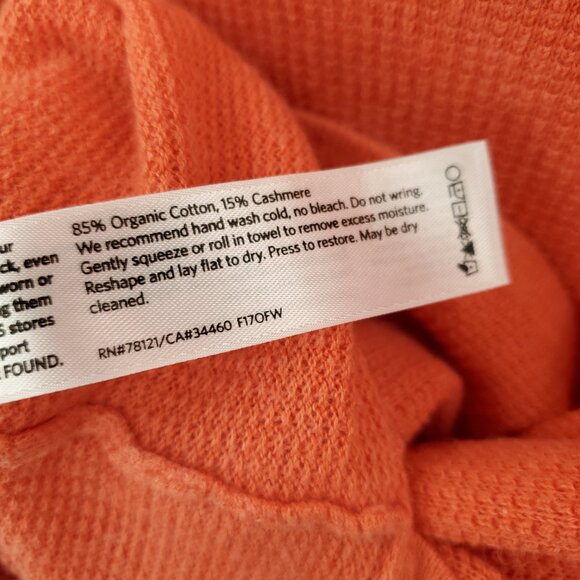 ur
ck, even
worn or
ng them
S stores
port
FOUND.
85% Organic Cotton, 15% Cashmere
We recommend hand wash cold, no bleach. Do not wring.
Gently squeeze or roll in towel to remove excess moisture.
Reshape and lay flat to dry. Press to restore. May be dry
cleaned.
RN#78121/CA#34460 F17OFW